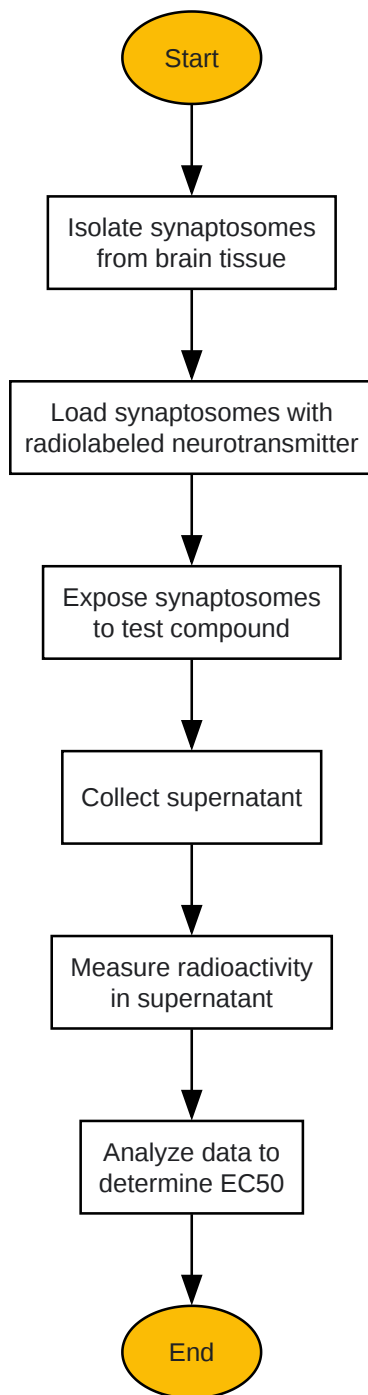 Start
Isolate synaptosomes
from brain tissue
Load synaptosomes with
radiolabeled neurotransmitter
Expose synaptosomes
to test compound
Collect supernatant
Measure radioactivity
in supernatant
Analyze data to
determine EC50
End